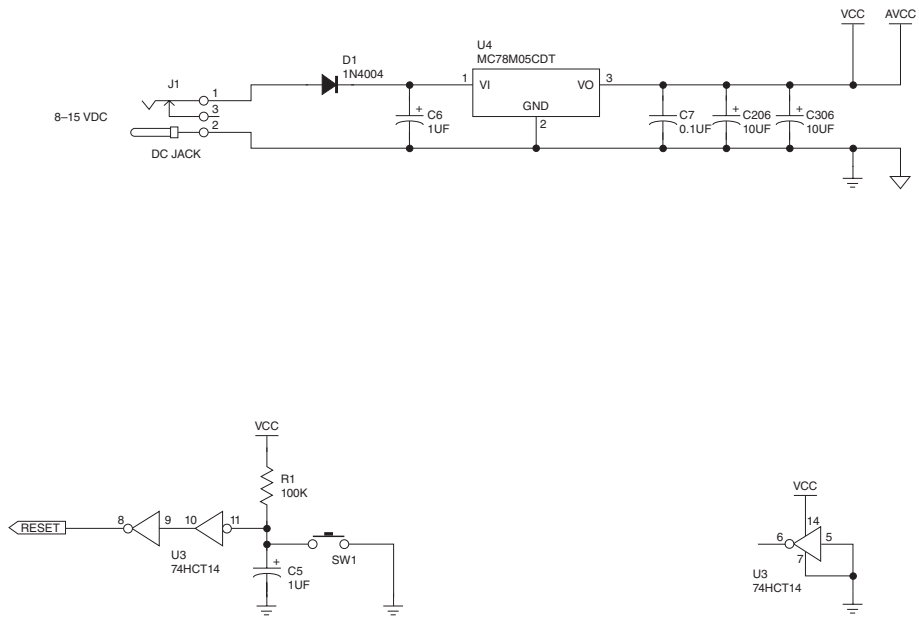 VCC AVCC
U4
MC78M05CDT
D1
1N4004
J1
1
1 VI VO 3
8–15 VDC
3
GND
2
2
DC JACK
+
C6
1UF
C7
0.1UF
+
C206
10UF
+
C306
10UF
VCC
R1
100K
RESET
8 9 10 11
U3
74HCT14
SW1
+
C5
1UF
VCC
14
6 5
7
U3
74HCT14